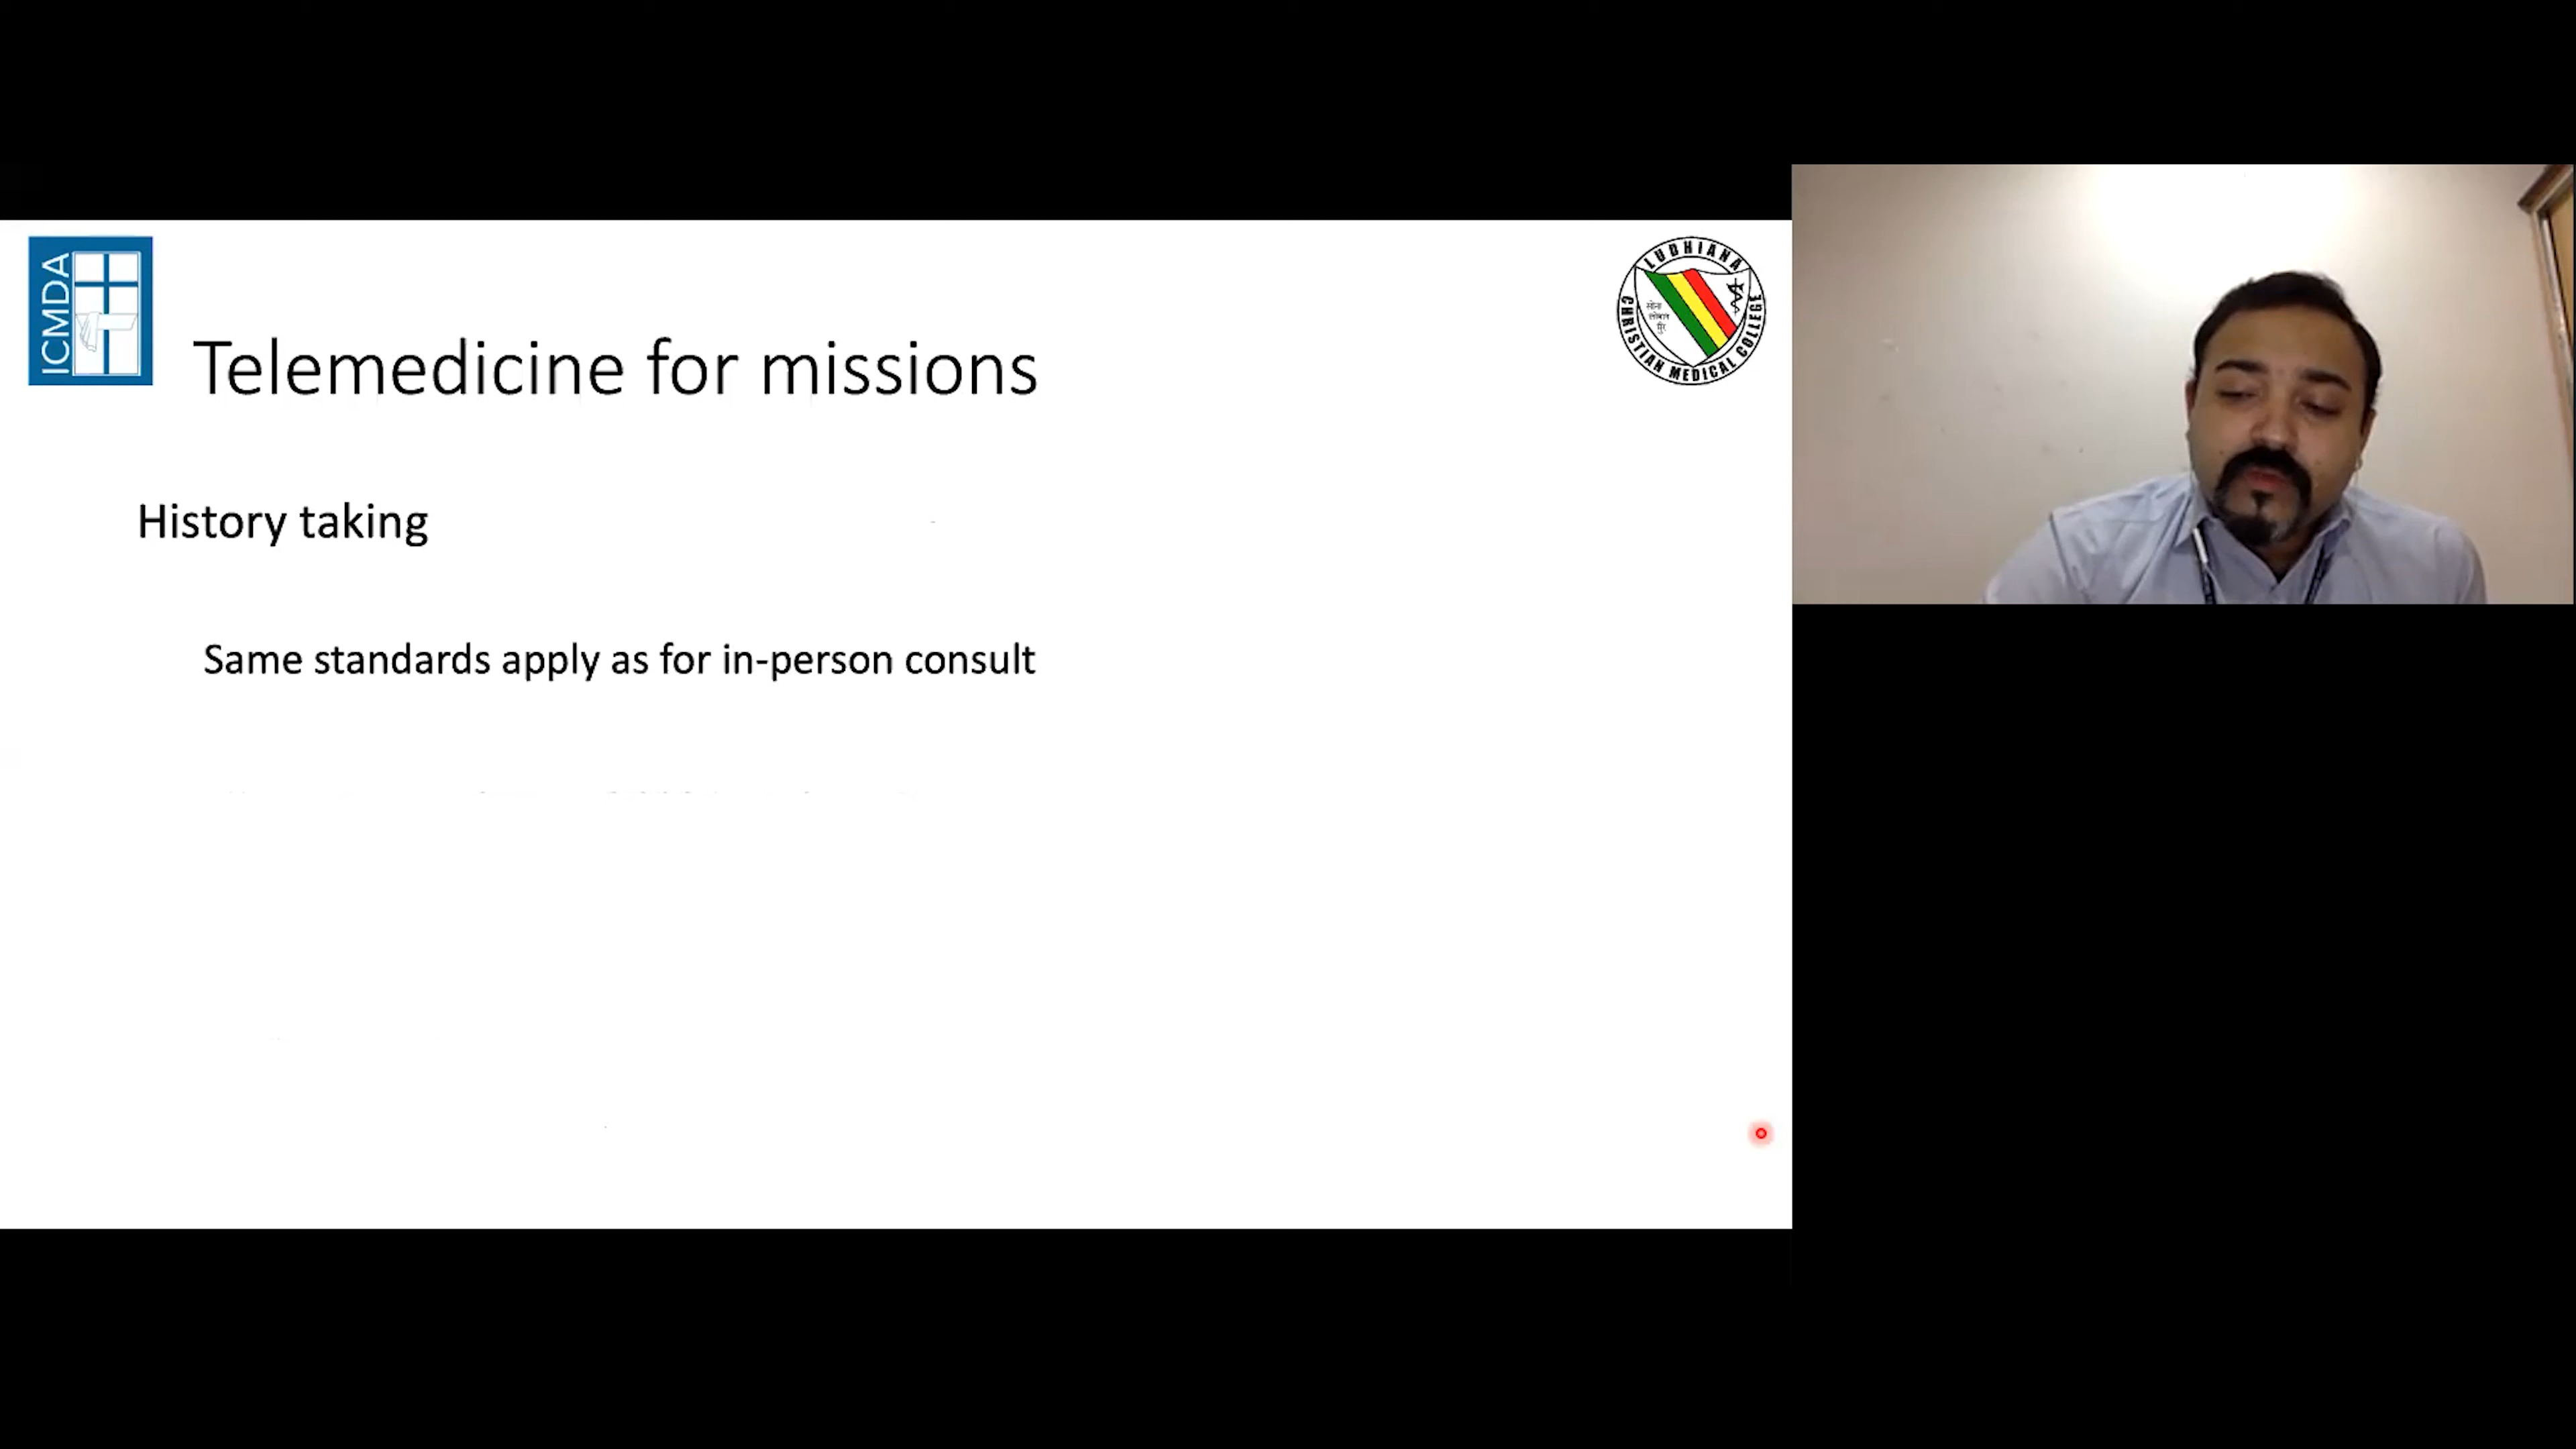 ICMDA
LUDHIANA
CHRISTIAN MEDICAL COLLEGE
Telemedicine for missions
History taking
Same standards apply as for in-person consult